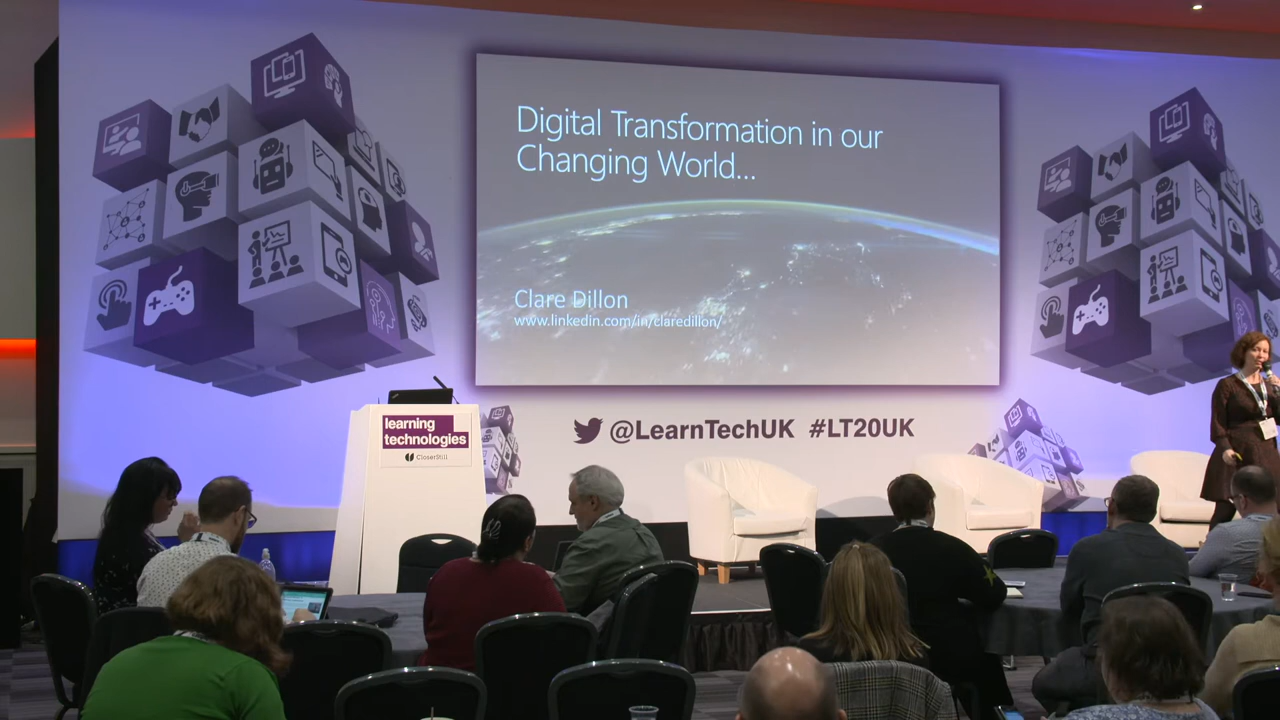 Digital Transformation in our
Changing World...
Clare Dillon
www.linkedin.com/in/claredillon/
learning
technologies
CloserStill
@LearnTechUK #LT20UK